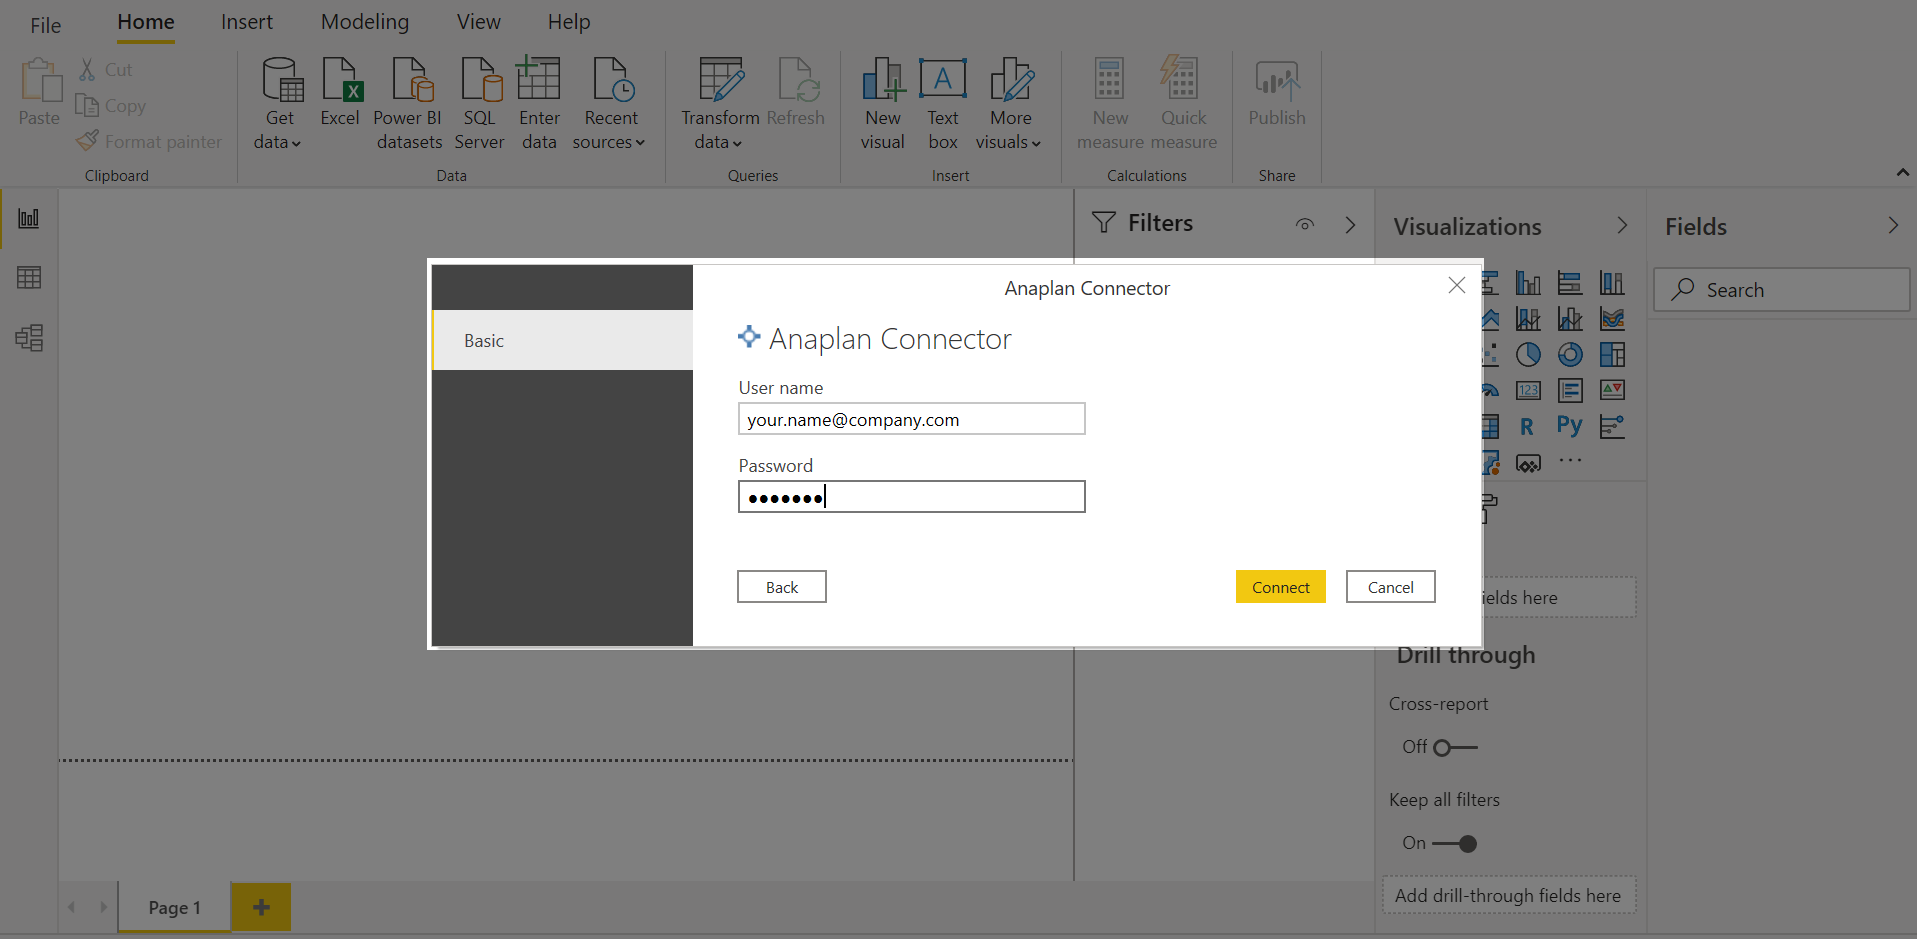 File Home Insert Modeling View Help
Paste
Cut
Copy
Format painter
Clipboard
Get data
Excel
Power BI datasets
SQL Server
Enter data
Recent sources
Data
Transform data
Refresh
Queries
New visual
Text box
More visuals
Insert
New measure
Quick measure
Calculations
Publish
Share
Filters
Visualizations
Fields
Search
123
R
Py
Anaplan Connector
Basic
Anaplan Connector
User name
your.name@company.com
Password
•••••••
Back
Connect
Cancel
ields here
Drill through
Cross-report
Off
Keep all filters
On
Add drill-through fields here
Page 1